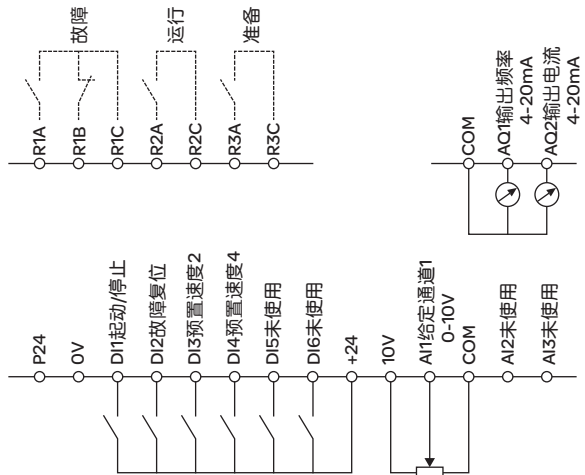 故障
运行
准备
R1A
R1B
R1C
R2A
R2C
R3A
R3C
COM
AQ1输出频率
4-20mA
AQ2输出电流
4-20mA
P24
0V
DI1起动/停止
DI2故障复位
DI3预置速度2
DI4预置速度4
DI5未使用
DI6未使用
+24
10V
AI1给定通道1
0-10V
COM
AI2未使用
AI3未使用